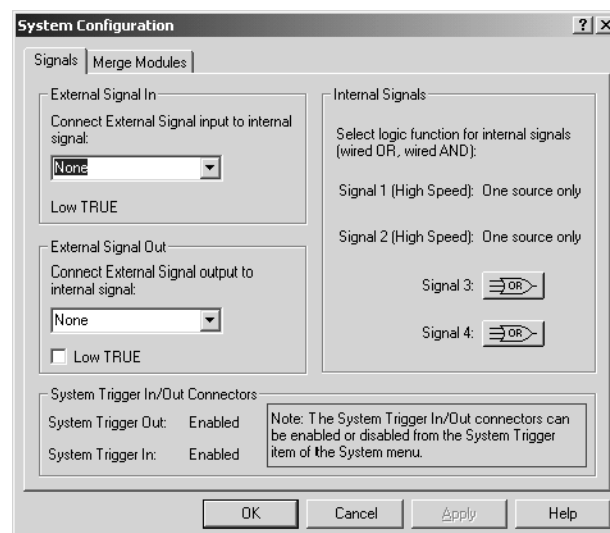 System Configuration
? X
Signals
Merge Modules
External Signal In
Connect External Signal input to internal
signal:
None
Low TRUE
External Signal Out
Connect External Signal output to
internal signal:
None
Low TRUE
Internal Signals
Select logic function for internal signals
(wired OR, wired AND):
Signal 1 (High Speed): One source only
Signal 2 (High Speed): One source only
Signal 3: OR
Signal 4: OR
System Trigger In/Out Connectors
System Trigger Out: Enabled
System Trigger In: Enabled
Note: The System Trigger In/Out connectors can
be enabled or disabled from the System Trigger
item of the System menu.
OK
Cancel
Apply
Help